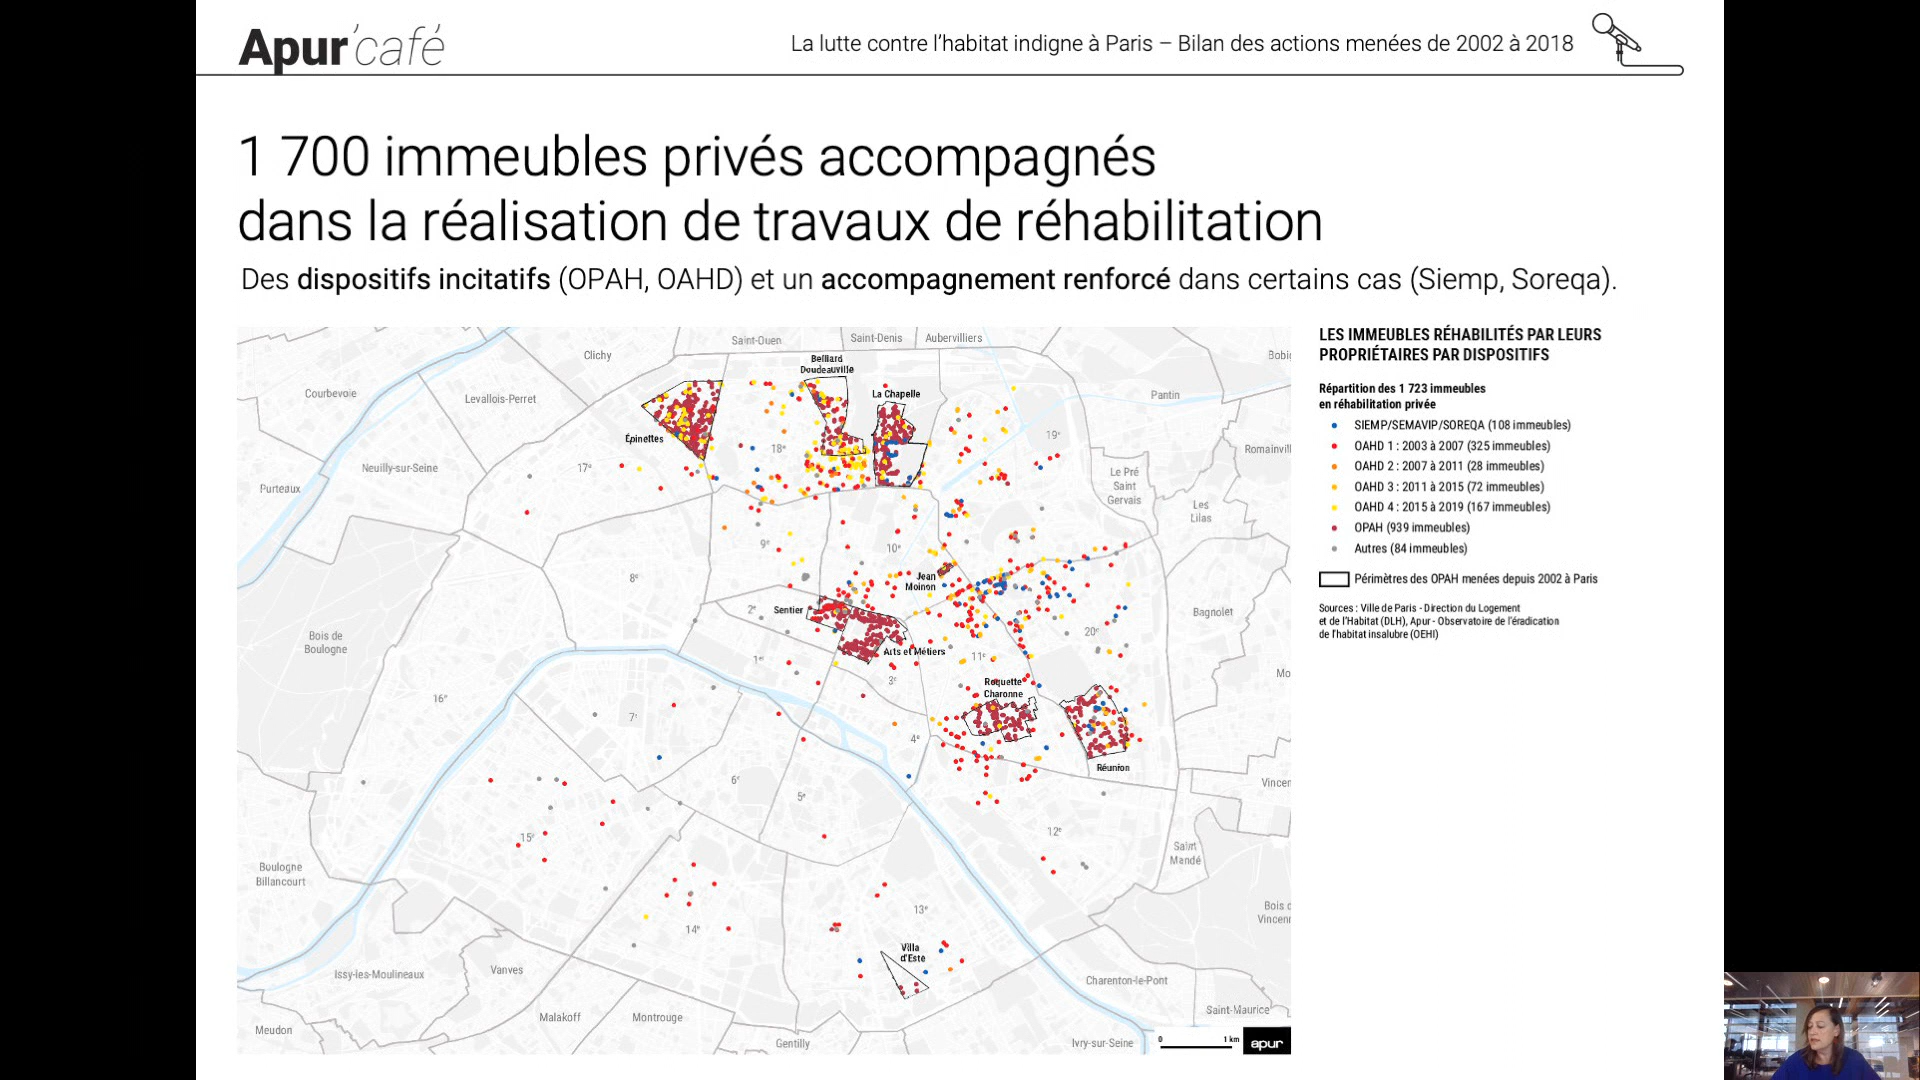 Apur'café
La lutte contre l'habitat indigne à Paris – Bilan des actions menées de 2002 à 2018
1 700 immeubles privés accompagnés
dans la réalisation de travaux de réhabilitation
Des dispositifs incitatifs (OPAH, OAHD) et un accompagnement renforcé dans certains cas (Siemp, Soreqa).
Saint-Ouen
Saint-Denis
Aubervilliers
Clichy
Belliard
Doudeauville
Bobig
Courbevoie
Levallois-Perret
La Chapelle
Pantin
Épinettes
18e
19e
Romainvill
17e
Neuilly-sur-Seine
Le Pré
Saint
Gervais
Purteaux
Les
Lilas
9e
10e
8e
Jean
Moinon
2e
Sentier
Bagnolet
Bois de
Boulogne
20e
Arts et Métiers
11e
1er
Mo
3e
Roquette
Charonne
16e
7e
4e
Réunion
6e
Vincen
5e
15e
12e
Saint
Mandé
Boulogne
Billancourt
13e
Bois d
Vincenn
14e
Villa
d'Este
Issy-les-Moulineaux
Vanves
Charenton-le-Pont
Saint-Maurice
Malakoff
Montrouge
Meudon
Gentilly
Ivry-sur-Seine
0
1 km
apur
LES IMMEUBLES RÉHABILITÉS PAR LEURS
PROPRIÉTAIRES PAR DISPOSITIFS
Répartition des 1 723 immeubles
en réhabilitation privée
SIEMP/SEMAVIP/SOREQA (108 immeubles)
OAHD 1 : 2003 à 2007 (325 immeubles)
OAHD 2 : 2007 à 2011 (28 immeubles)
OAHD 3 : 2011 à 2015 (72 immeubles)
OAHD 4 : 2015 à 2019 (167 immeubles)
OPAH (939 immeubles)
Autres (84 immeubles)
Périmètres des OPAH menées depuis 2002 à Paris
Sources : Ville de Paris - Direction du Logement
et de l'Habitat (DLH), Apur - Observatoire de l'éradication
de l'habitat insalubre (OEHI)